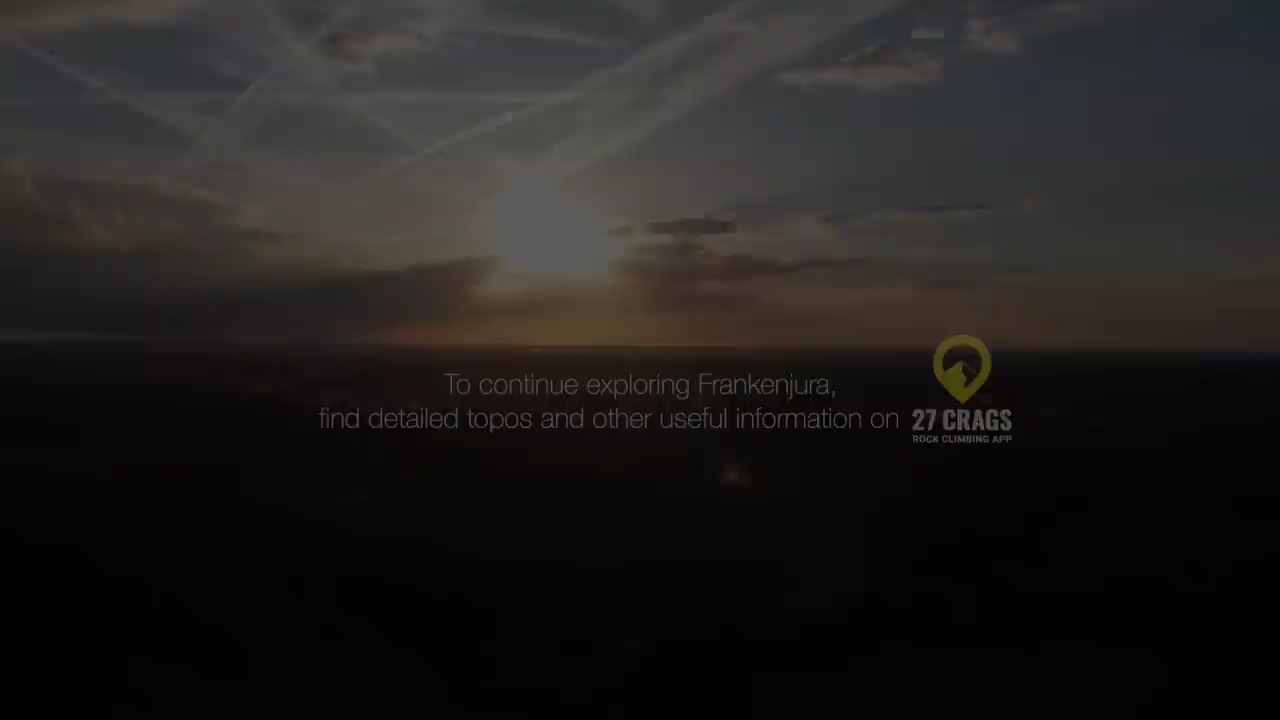 To continue exploring Frankenjura,
find detailed topos and other useful information on
27 CRAGS
ROCK CLIMBING APP